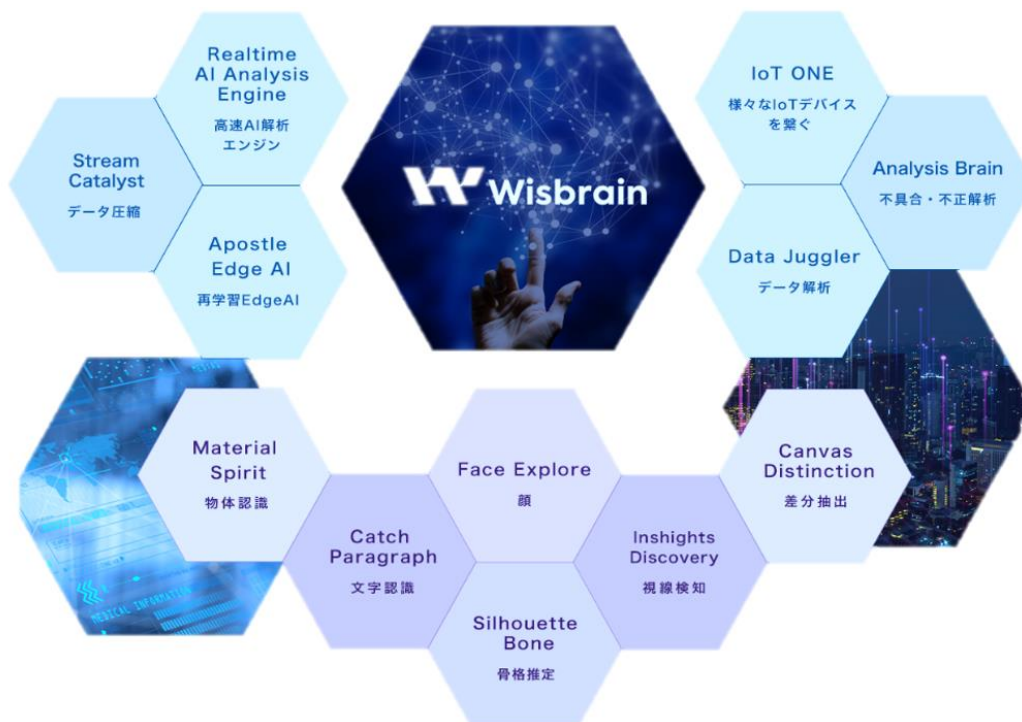 Realtime
AI Analysis
Engine
高速AI解析
エンジン
Stream
Catalyst
データ圧縮
Apostle
Edge AI
再学習EdgeAI
Wisbrain
IoT ONE
様々なIoTデバイス
を繋ぐ
Analysis Brain
不具合・不正解析
Data Juggler
データ解析
Material
Spirit
物体認識
Catch
Paragraph
文字認識
Face Explore
顔
Silhouette
Bone
骨格推定
Inshights
Discovery
視線検知
Canvas
Distinction
差分抽出
MEDICAL INFORMATION